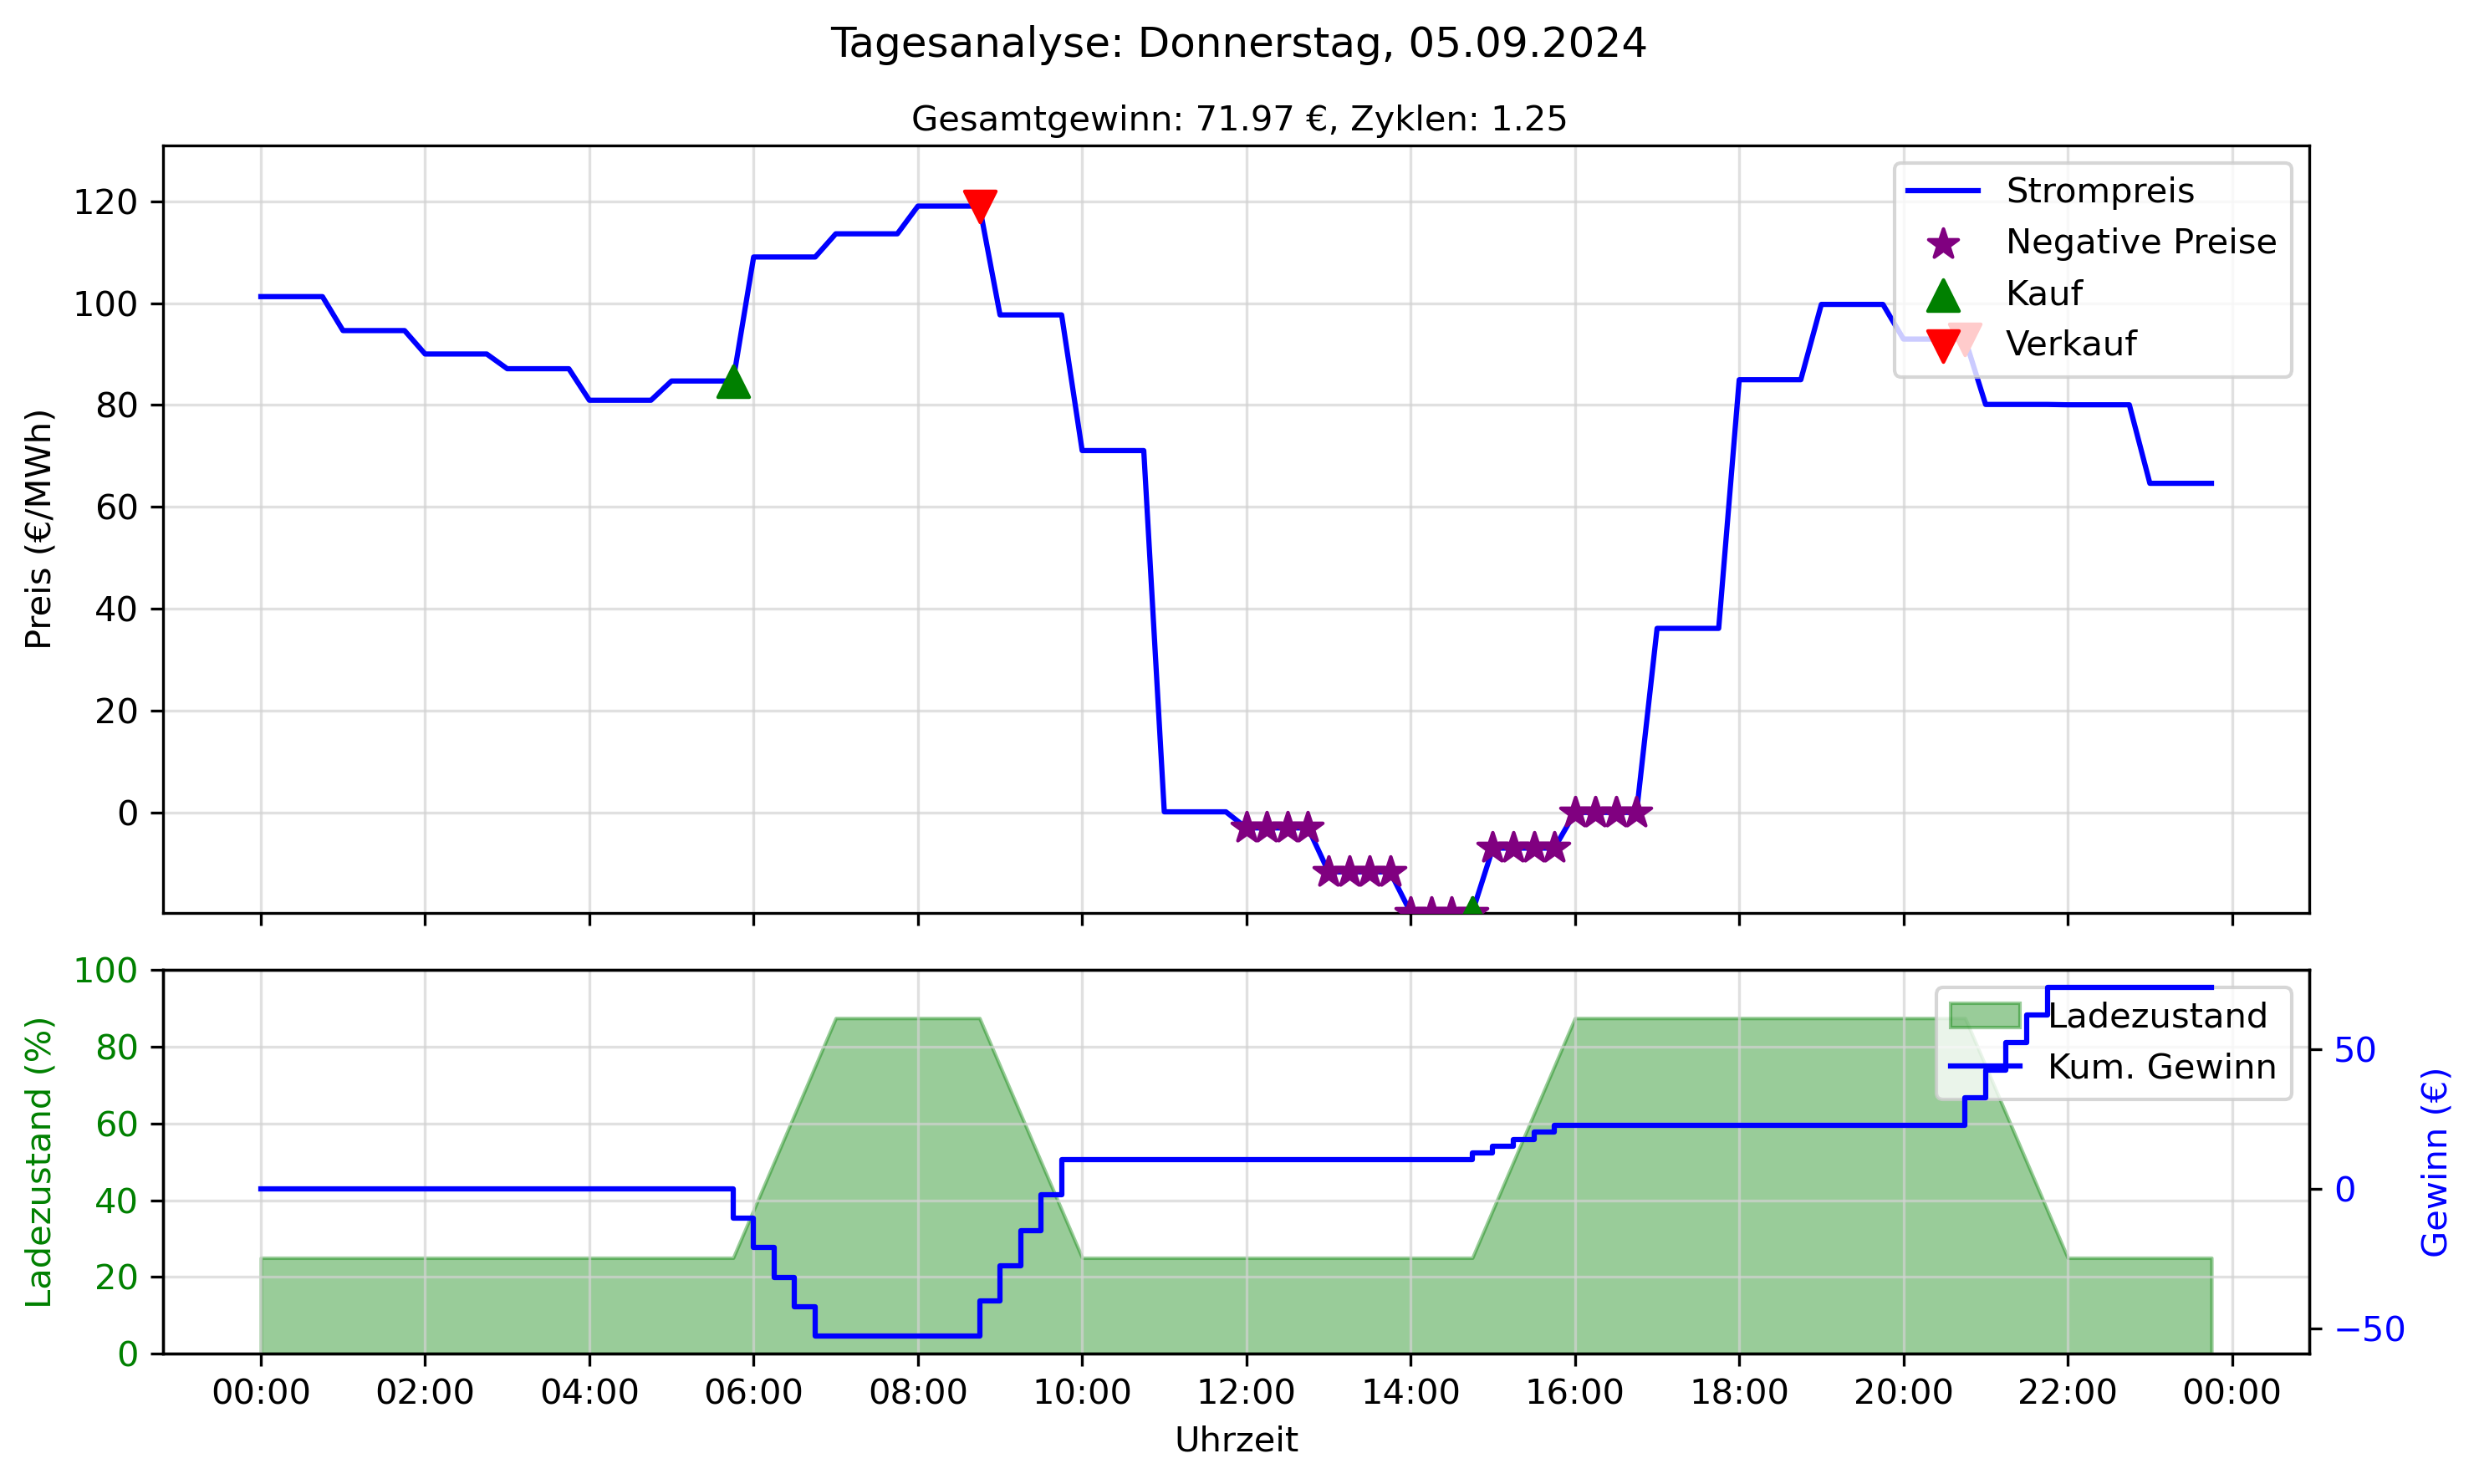 Tagesanalyse: Donnerstag, 05.09.2024
Gesamtgewinn: 71.97 €, Zyklen: 1.25
Preis (€/MWh)
120
100
80
60
40
20
0
Strompreis
Negative Preise
Kauf
Verkauf
Ladezustand (%)
100
80
60
40
20
0
Ladezustand
Kum. Gewinn
50
0
−50
Gewinn (€)
00:00 02:00 04:00 06:00 08:00 10:00 12:00 14:00 16:00 18:00 20:00 22:00 00:00
Uhrzeit